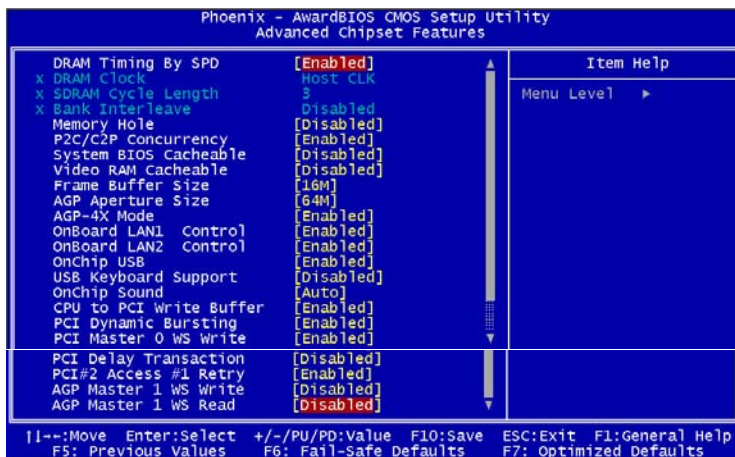 Phoenix - AwardBIOS CMOS Setup Utility
Advanced Chipset Features
DRAM Timing By SPD [Enabled]
x DRAM Clock Host CLK
x SDRAM Cycle Length 3
x Bank Interleave Disabled
Memory Hole [Disabled]
P2C/C2P Concurrency [Enabled]
System BIOS Cacheable [Disabled]
Video RAM Cacheable [Disabled]
Frame Buffer Size [16M]
AGP Aperture Size [64M]
AGP-4X Mode [Enabled]
OnBoard LAN1 Control [Enabled]
OnBoard LAN2 Control [Enabled]
OnChip USB [Enabled]
USB Keyboard Support [Disabled]
OnChip Sound [Auto]
CPU to PCI Write Buffer [Enabled]
PCI Dynamic Bursting [Enabled]
PCI Master 0 WS Write [Enabled]
PCI Delay Transaction [Disabled]
PCI#2 Access #1 Retry [Enabled]
AGP Master 1 WS Write [Disabled]
AGP Master 1 WS Read [Disabled]
Item Help
Menu Level ▶
↑↓→←:Move Enter:Select +/-/PU/PD:Value F10:Save ESC:Exit F1:General Help
F5: Previous Values F6: Fail-Safe Defaults F7: Optimized Defaults